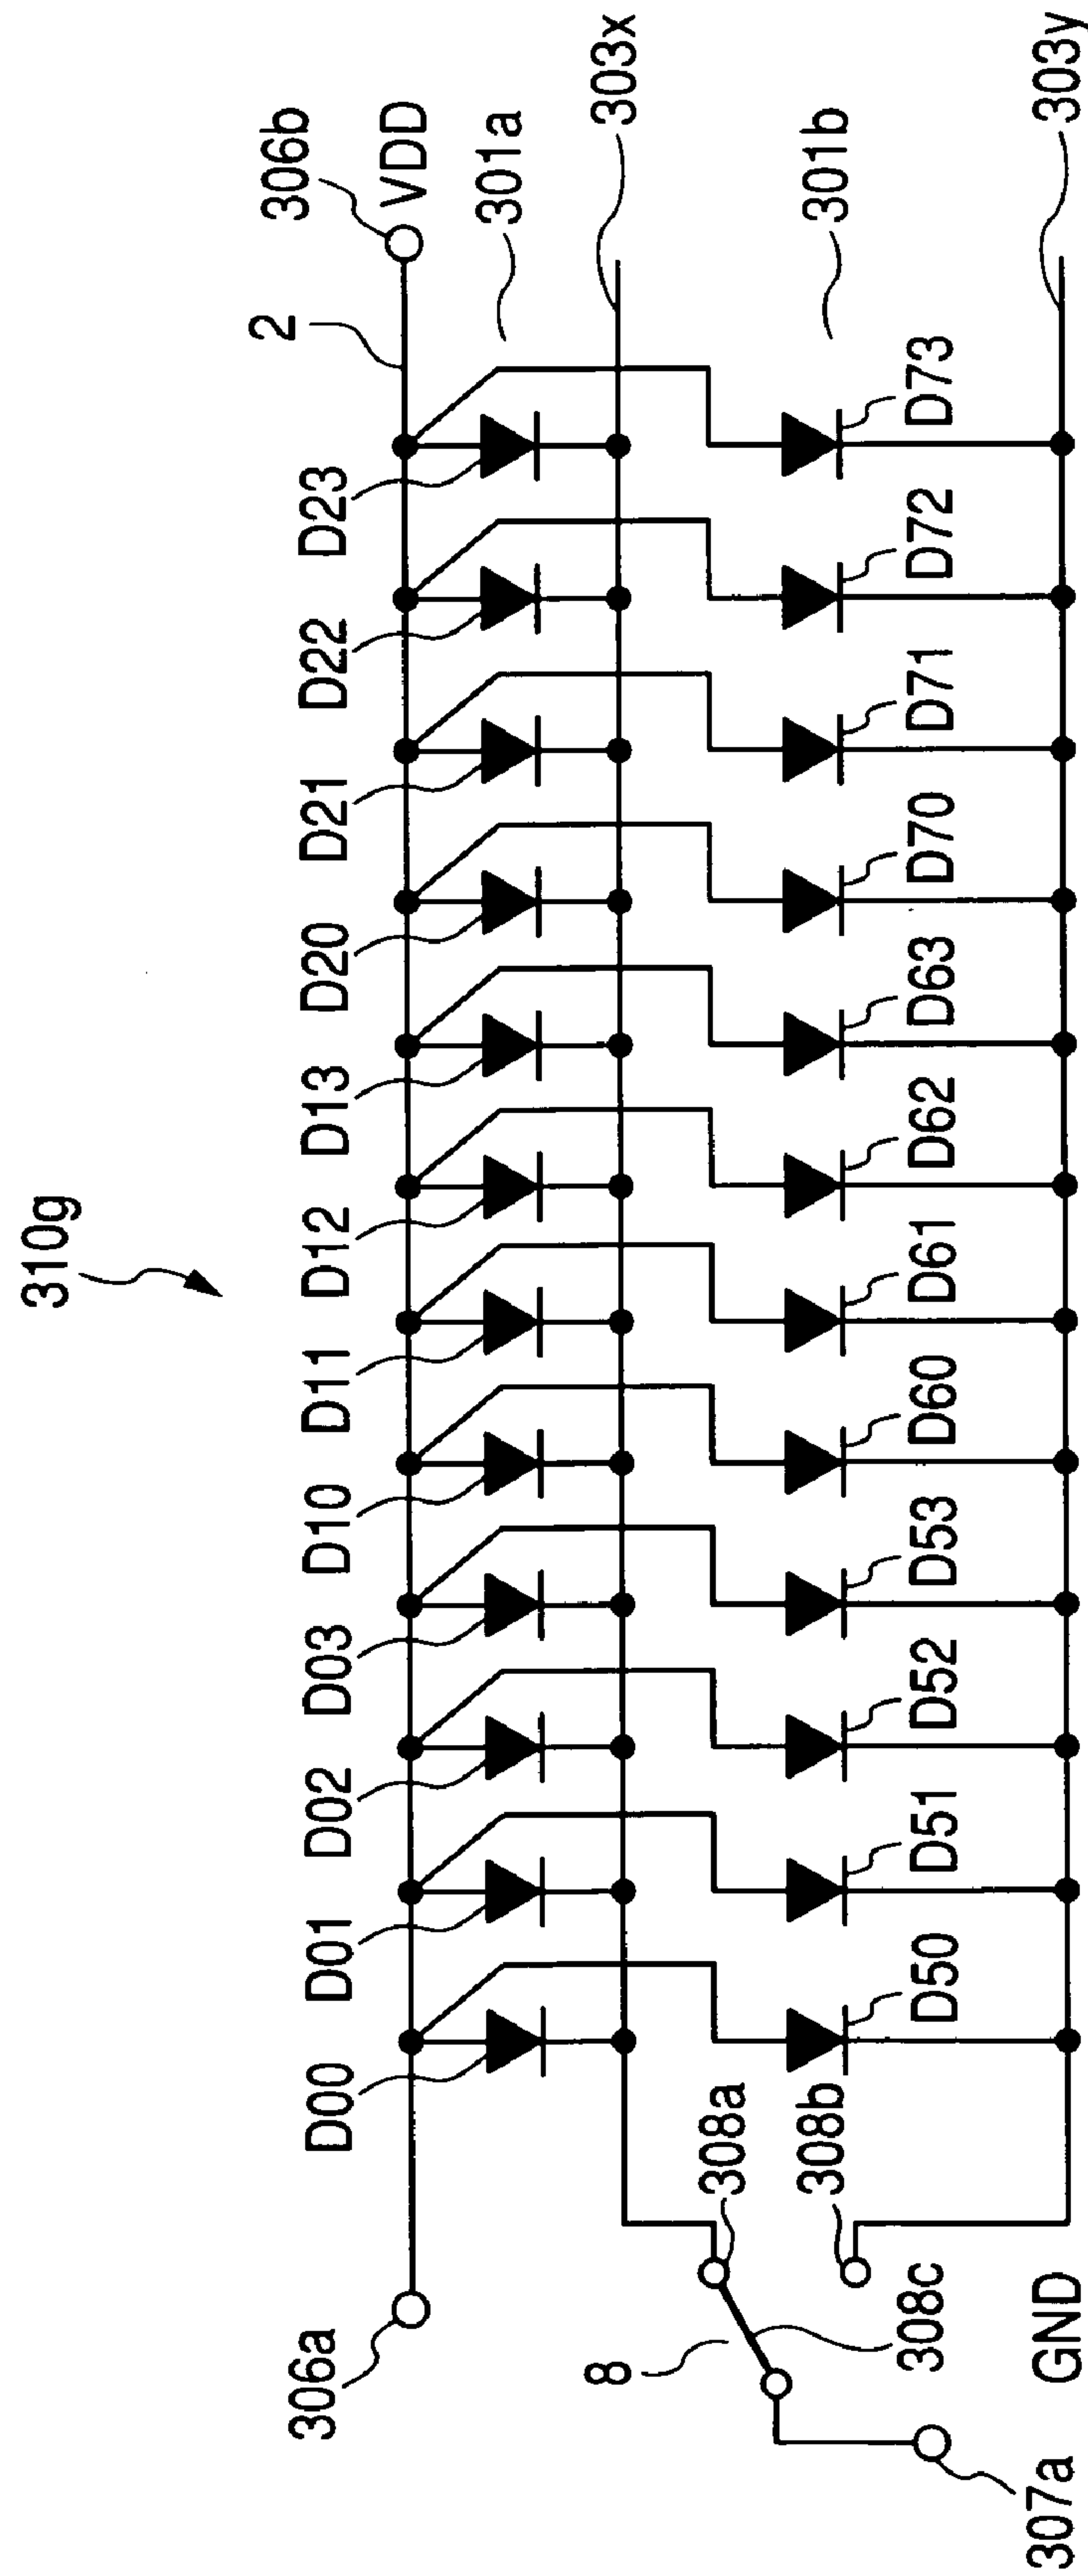 310g
306b
VDD
2
301a
303x
301b
303y
D00
D01
D02
D03
D10
D11
D12
D13
D20
D21
D22
D23
D50
D51
D52
D53
D60
D61
D62
D63
D70
D71
D72
D73
306a
8
308a
308b
308c
GND
307a